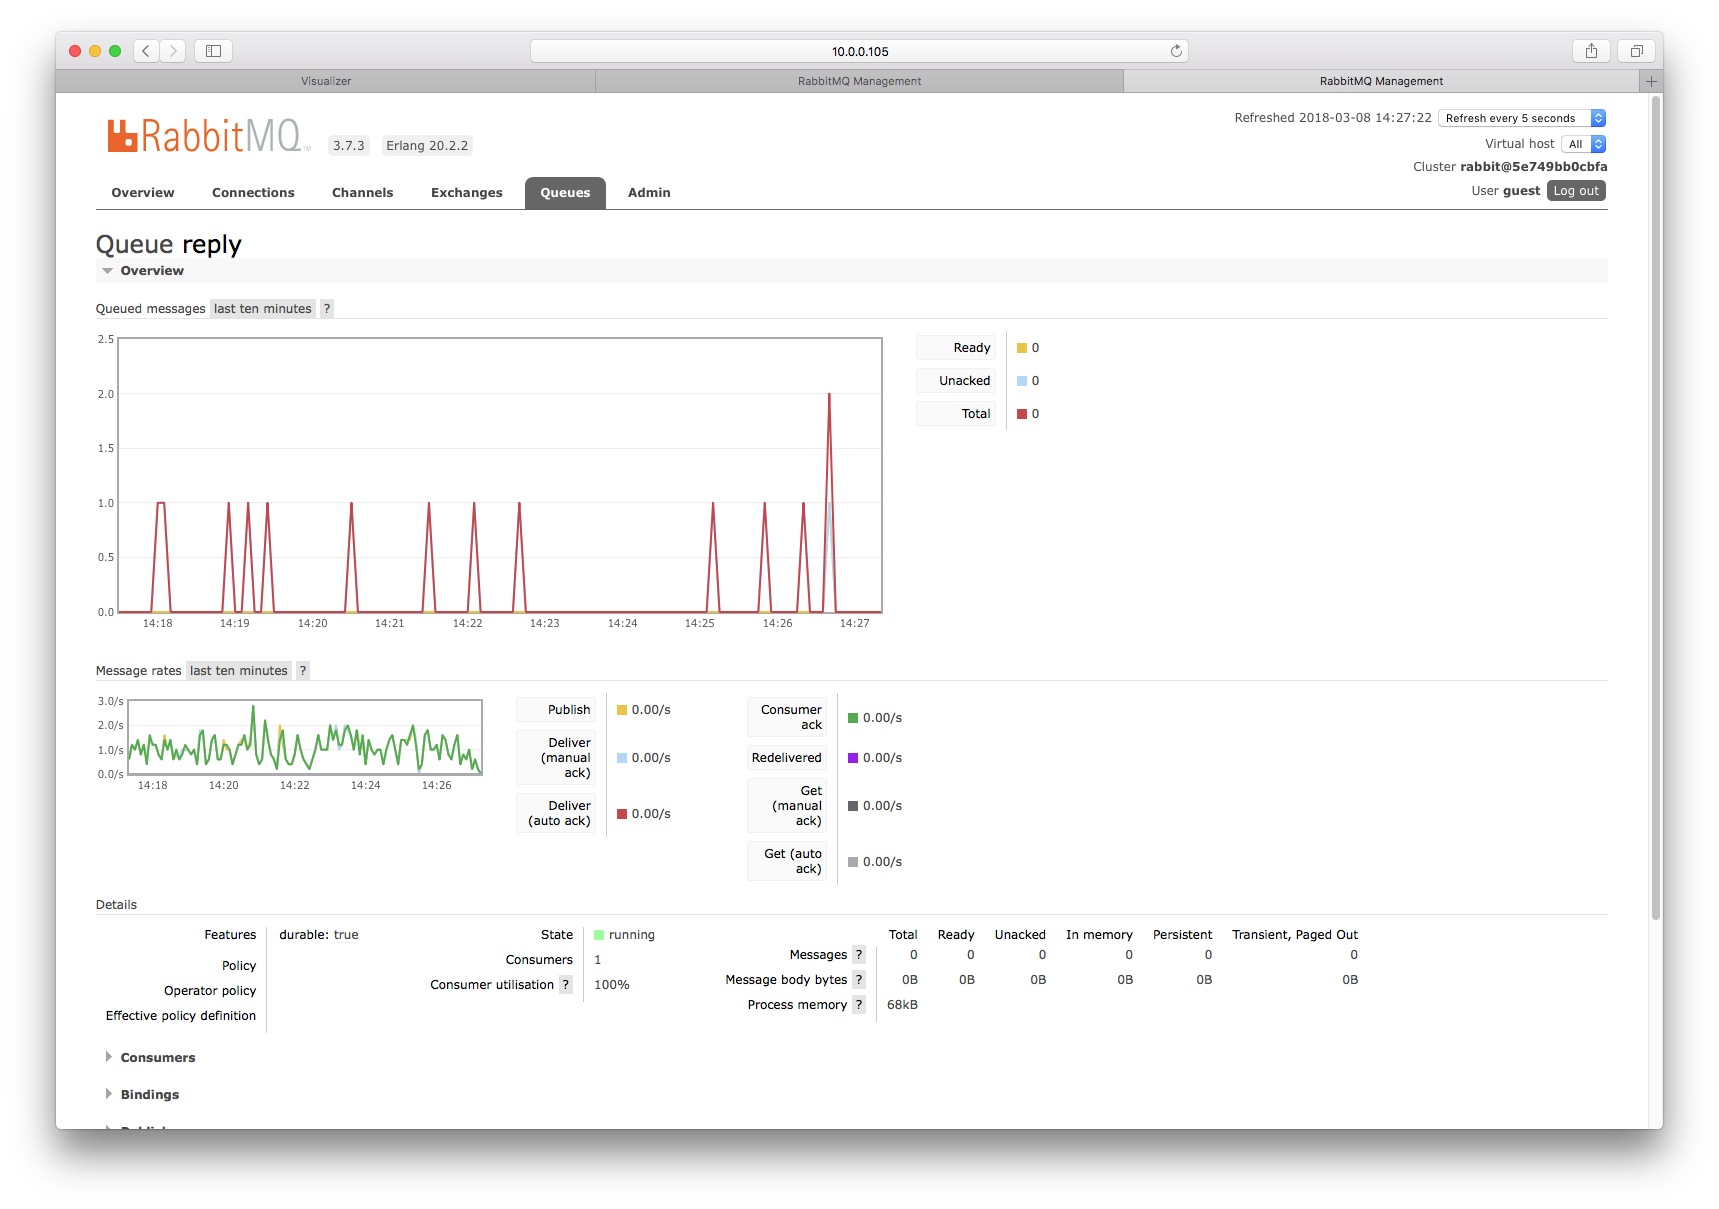 10.0.0.105
Visualizer
RabbitMQ Management
RabbitMQ Management
RabbitMQ™
3.7.3
Erlang 20.2.2
Refreshed 2018-03-08 14:27:22
Refresh every 5 seconds
Virtual host All
Cluster rabbit@5e749bb0cbfa
User guest Log out
Overview Connections Channels Exchanges Queues Admin
Queue reply
Overview
Queued messages last ten minutes ?
2.5
2.0
1.5
1.0
0.5
0.0
14:18 14:19 14:20 14:21 14:22 14:23 14:24 14:25 14:26 14:27
Ready 0
Unacked 0
Total 0
Message rates last ten minutes ?
3.0/s
2.0/s
1.0/s
0.0/s
14:18 14:20 14:22 14:24 14:26
Publish 0.00/s
Deliver
(manual 0.00/s
ack)
Deliver
(auto ack) 0.00/s
Consumer
ack 0.00/s
Redelivered 0.00/s
Get
(manual 0.00/s
ack)
Get (auto
ack) 0.00/s
Details
Features durable: true
Policy
Operator policy
Effective policy definition
State running
Consumers 1
Consumer utilisation ? 100%
Total Ready Unacked In memory Persistent Transient, Paged Out
Messages ? 0 0 0 0 0 0
Message body bytes ? 0B 0B 0B 0B 0B 0B
Process memory ? 68kB
Consumers
Bindings